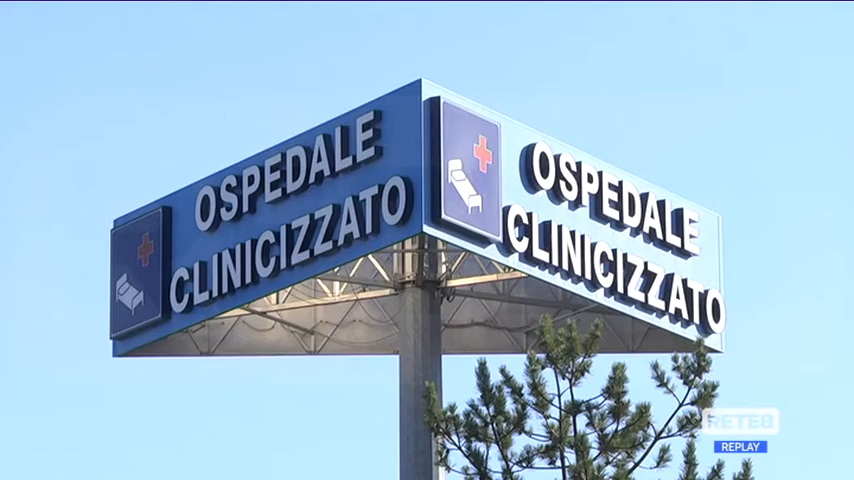 OSPEDALE
CLINICIZZATO
OSPEDALE
CLINICIZZATO
RETE8
REPLAY